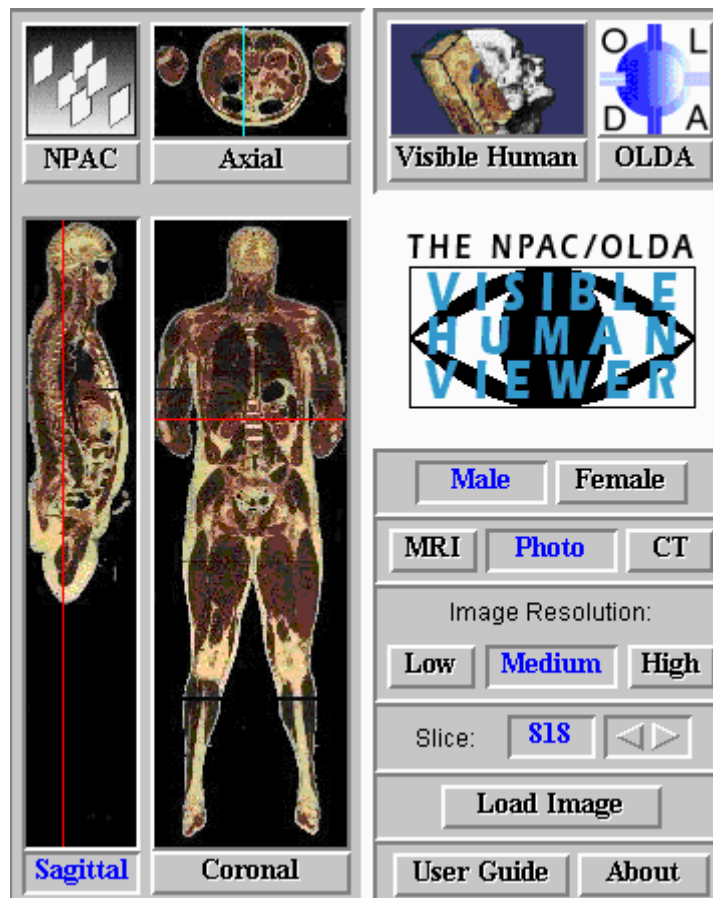 NPAC
Axial
Visible Human
O L
D A
OLDA
THE NPAC/OLDA
VISIBLE
HUMAN
VIEWER
Male Female
MRI Photo CT
Image Resolution:
Low Medium High
Slice: 818
Load Image
Sagittal Coronal
User Guide About